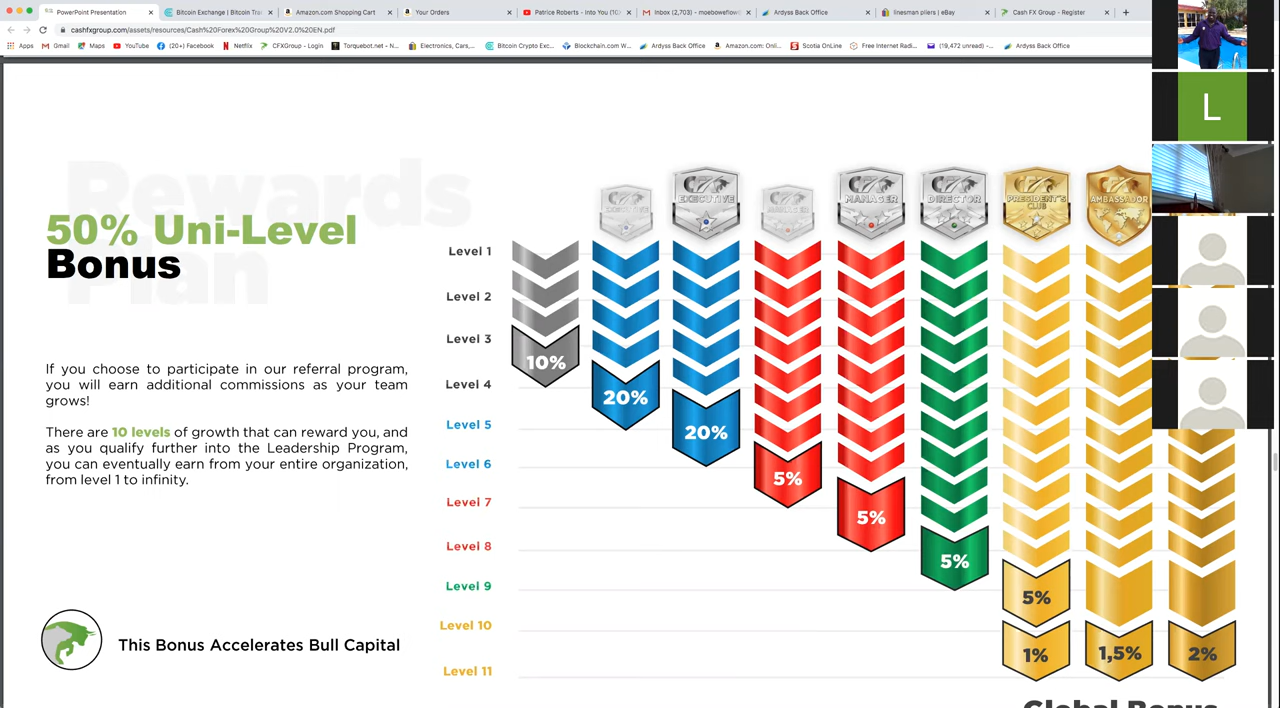 PowerPoint Presentation
Bitcoin Exchange | Bitcoin Tra
Amazon.com Shopping Cart
Your Orders
Patrice Roberts - Into You (10
Inbox (2,703) - moeboweflow
Ardyss Back Office
linesman pliers | eBay
Cash FX Group - Register
cashfxgroup.com/assets/resources/Cash%20Forex%20Group%20V2.0%20EN.pdf
Apps
Gmail
Maps
YouTube
(20+) Facebook
Netflix
CFXGroup - Login
Torquebot.net - N...
Electronics, Cars,...
Bitcoin Crypto Exc...
Blockchain.com W...
Ardyss Back Office
Amazon.com: Onli...
Scotia OnLine
Free Internet Radi...
(19,472 unread) -...
Ardyss Back Office
L
Rewards
Plan
50% Uni-Level
Bonus
If you choose to participate in our referral program,
you will earn additional commissions as your team
grows!
There are 10 levels of growth that can reward you, and
as you qualify further into the Leadership Program,
you can eventually earn from your entire organization,
from level 1 to infinity.
This Bonus Accelerates Bull Capital
EXECUTIVE
EXECUTIVE
MANAGER
MANAGER
DIRECTOR
PRESIDENT'S
CLUB
AMBASSADOR
Level 1
Level 2
Level 3
Level 4
Level 5
Level 6
Level 7
Level 8
Level 9
Level 10
Level 11
10%
20%
20%
5%
5%
5%
5%
1%
1,5%
2%
Global Bonus